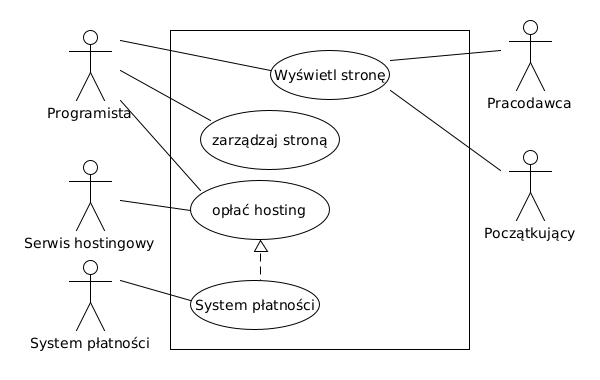 Wyświetl stronę
Programista
Pracodawca
zarządzaj stroną
opłać hosting
Serwis hostingowy
Początkujący
System płatności
System płatności